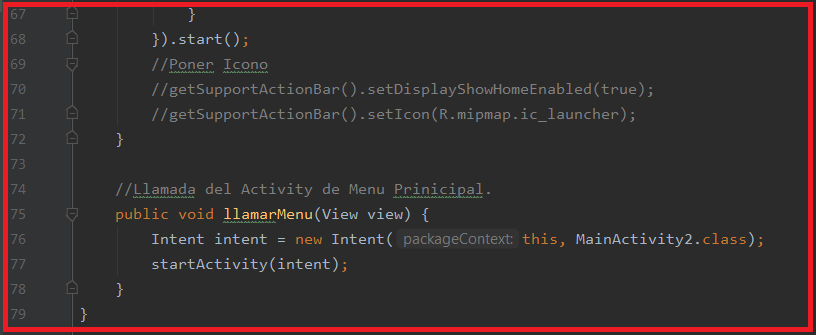 67 }
68 }).start();
69 //Poner Icono
70 //getSupportActionBar().setDisplayShowHomeEnabled(true);
71 //getSupportActionBar().setIcon(R.mipmap.ic_launcher);
72 }
73
74 //Llamada del Activity de Menu Prinicipal.
75 public void llamarMenu(View view) {
76 Intent intent = new Intent( packageContext: this, MainActivity2.class);
77 startActivity(intent);
78 }
79 }